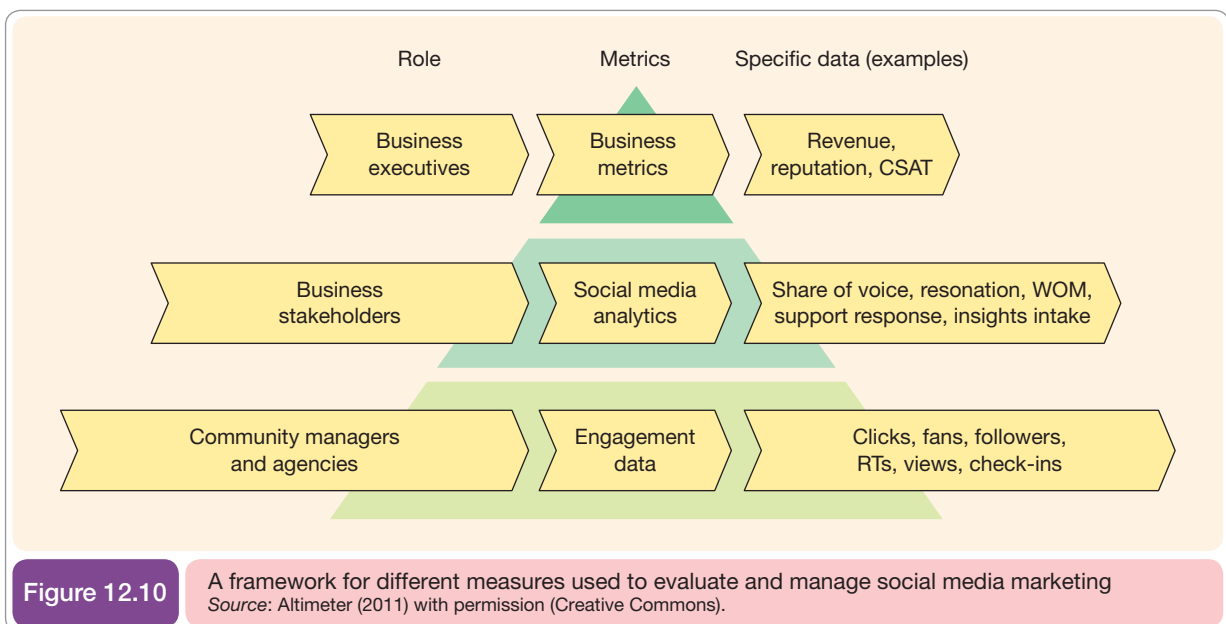 Role Metrics Specific data (examples)
Business
executives
Business
metrics
Revenue,
reputation, CSAT
Business
stakeholders
Social media
analytics
Share of voice, resonation, WOM,
support response, insights intake
Community managers
and agencies
Engagement
data
Clicks, fans, followers,
RTs, views, check-ins
Figure 12.10
A framework for different measures used to evaluate and manage social media marketing
Source: Altimeter (2011) with permission (Creative Commons).